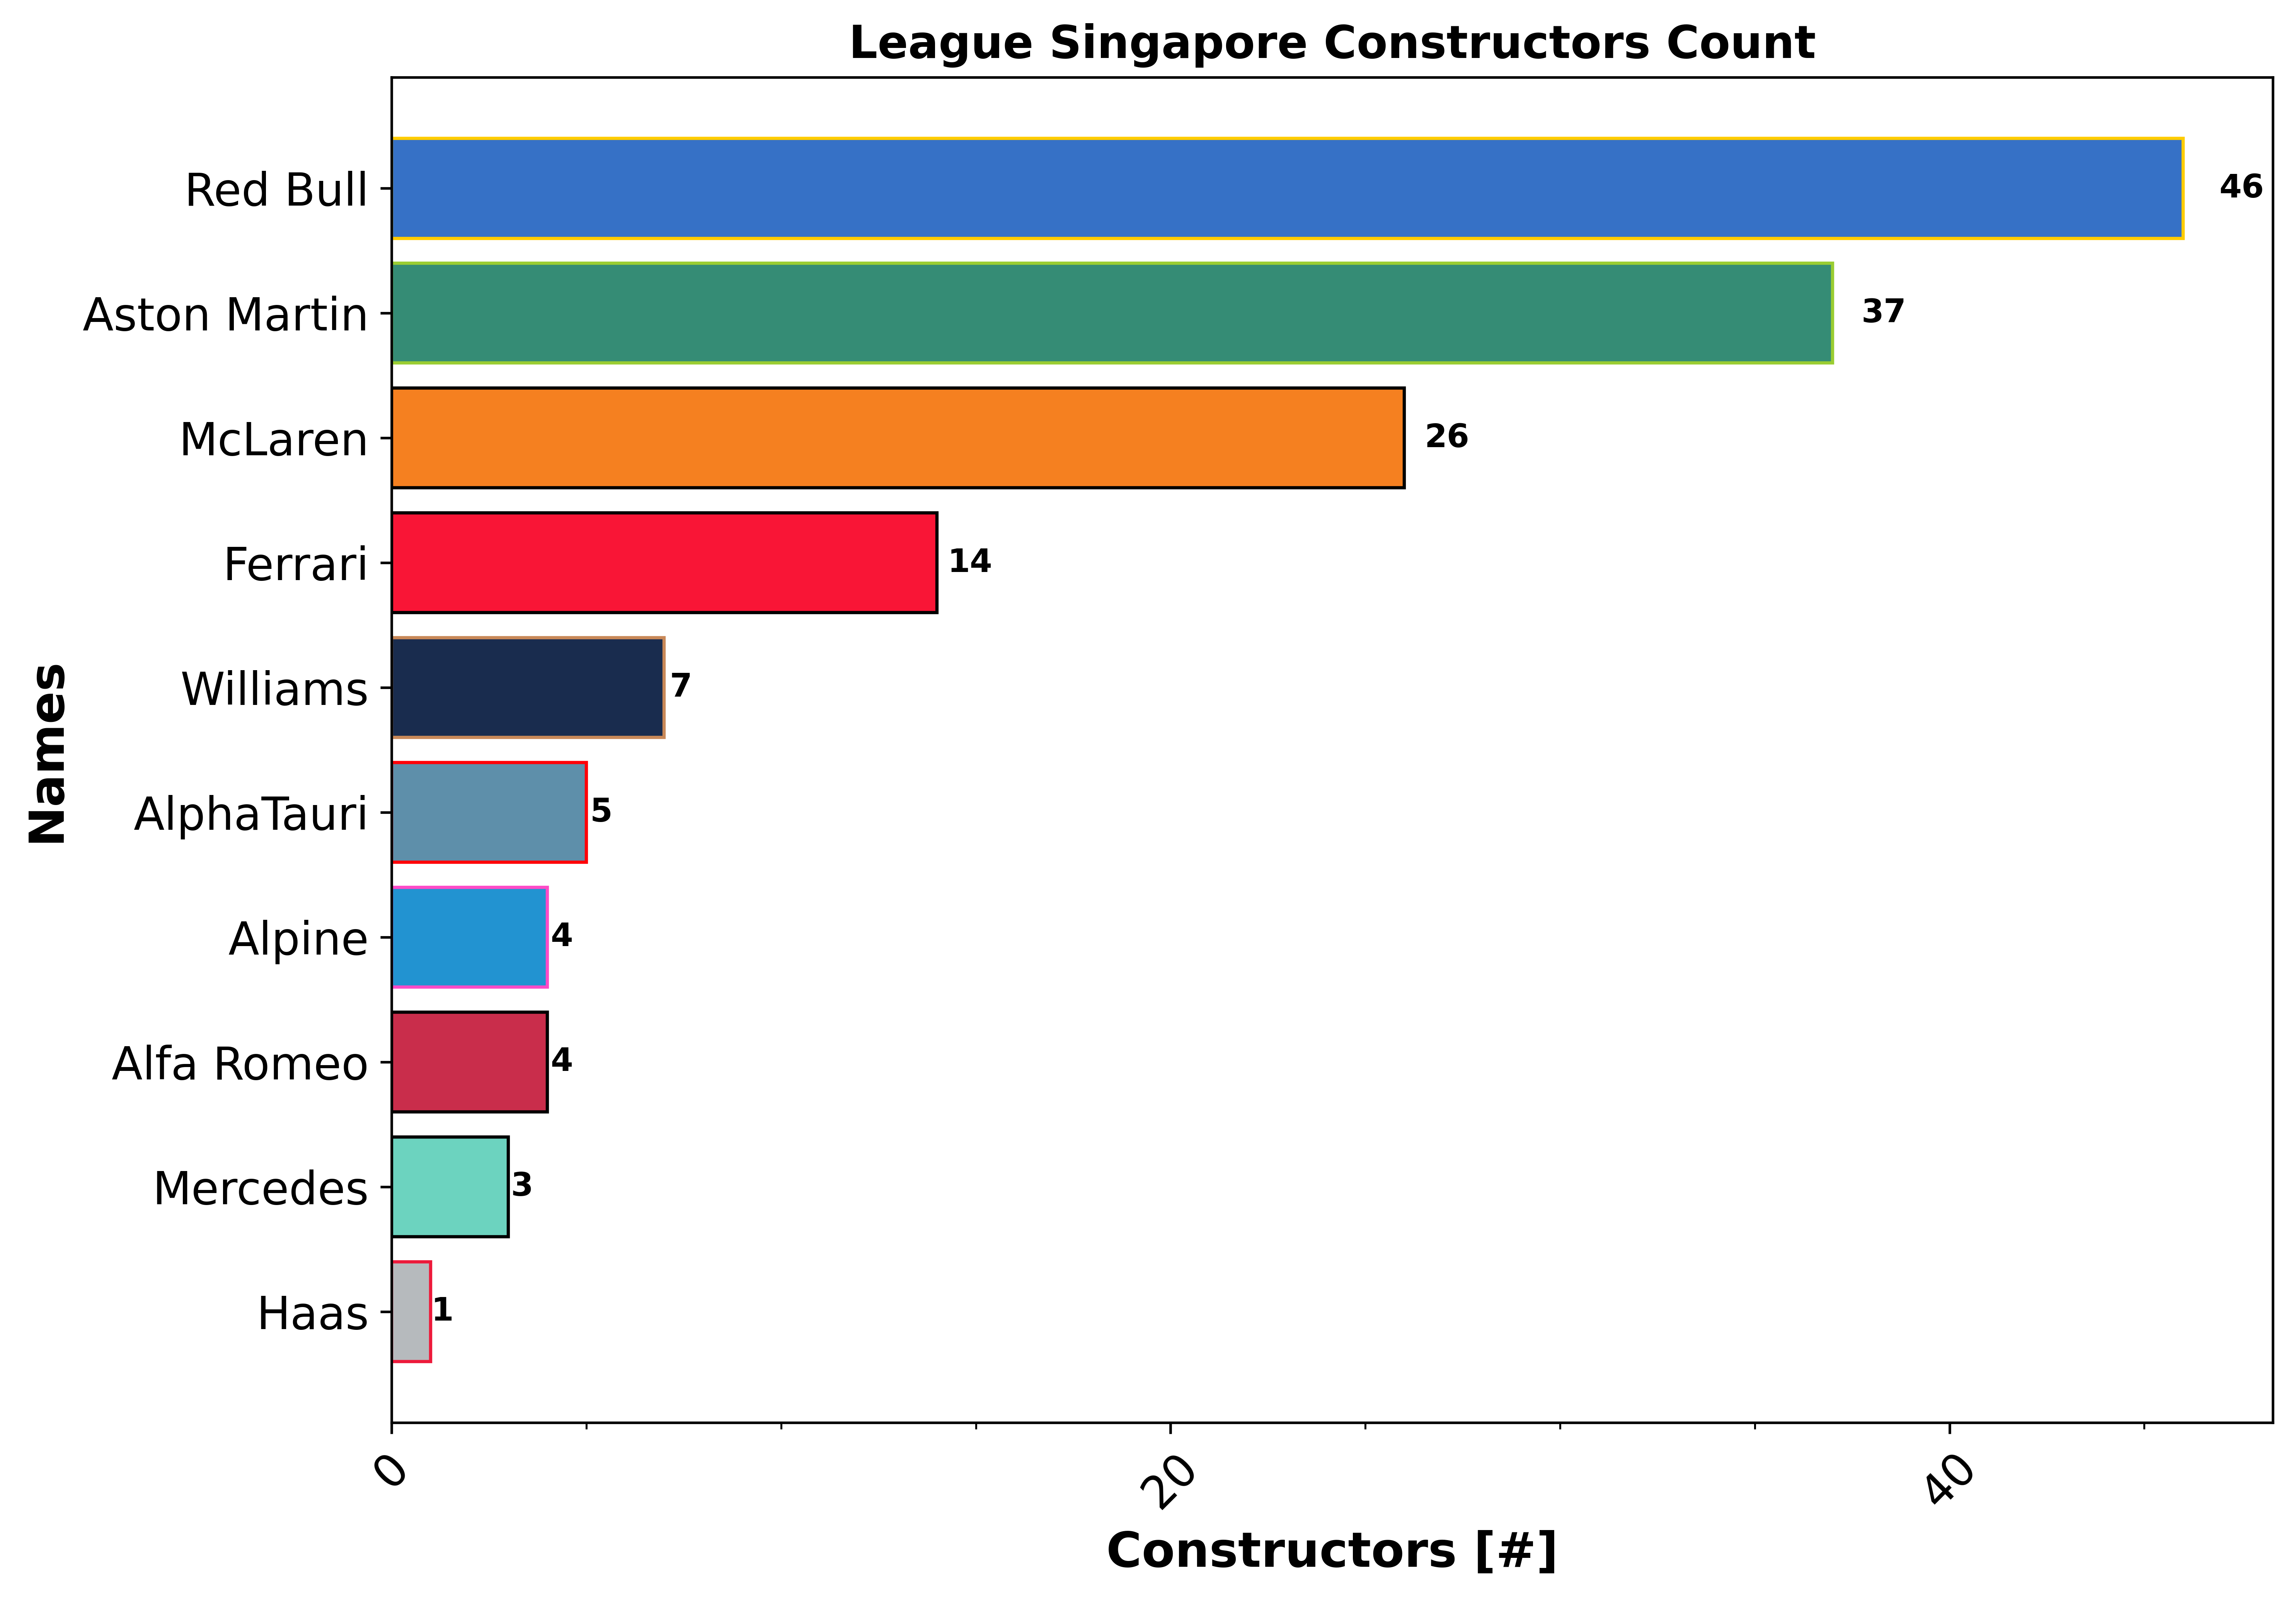 League Singapore Constructors Count
Red Bull
46
Aston Martin
37
McLaren
26
Ferrari
14
Williams
7
AlphaTauri
5
Alpine
4
Alfa Romeo
4
Mercedes
3
Haas
1
Names
0
20
40
Constructors [#]